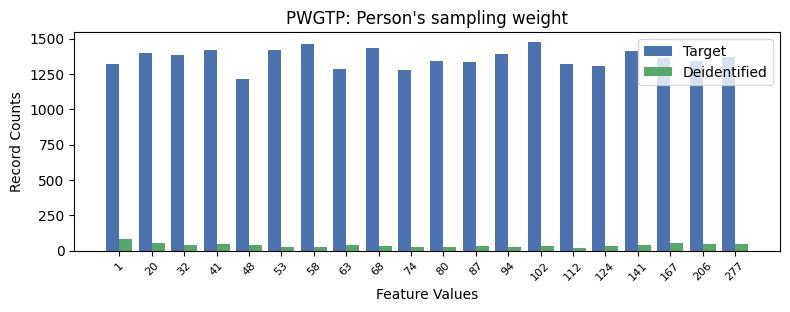 PWGTP: Person's sampling weight
Record Counts
1500
1250
1000
750
500
250
0
Target
Deidentified
1 20 32 41 48 53 58 63 68 74 80 87 94 102 112 124 141 167 206 277
Feature Values